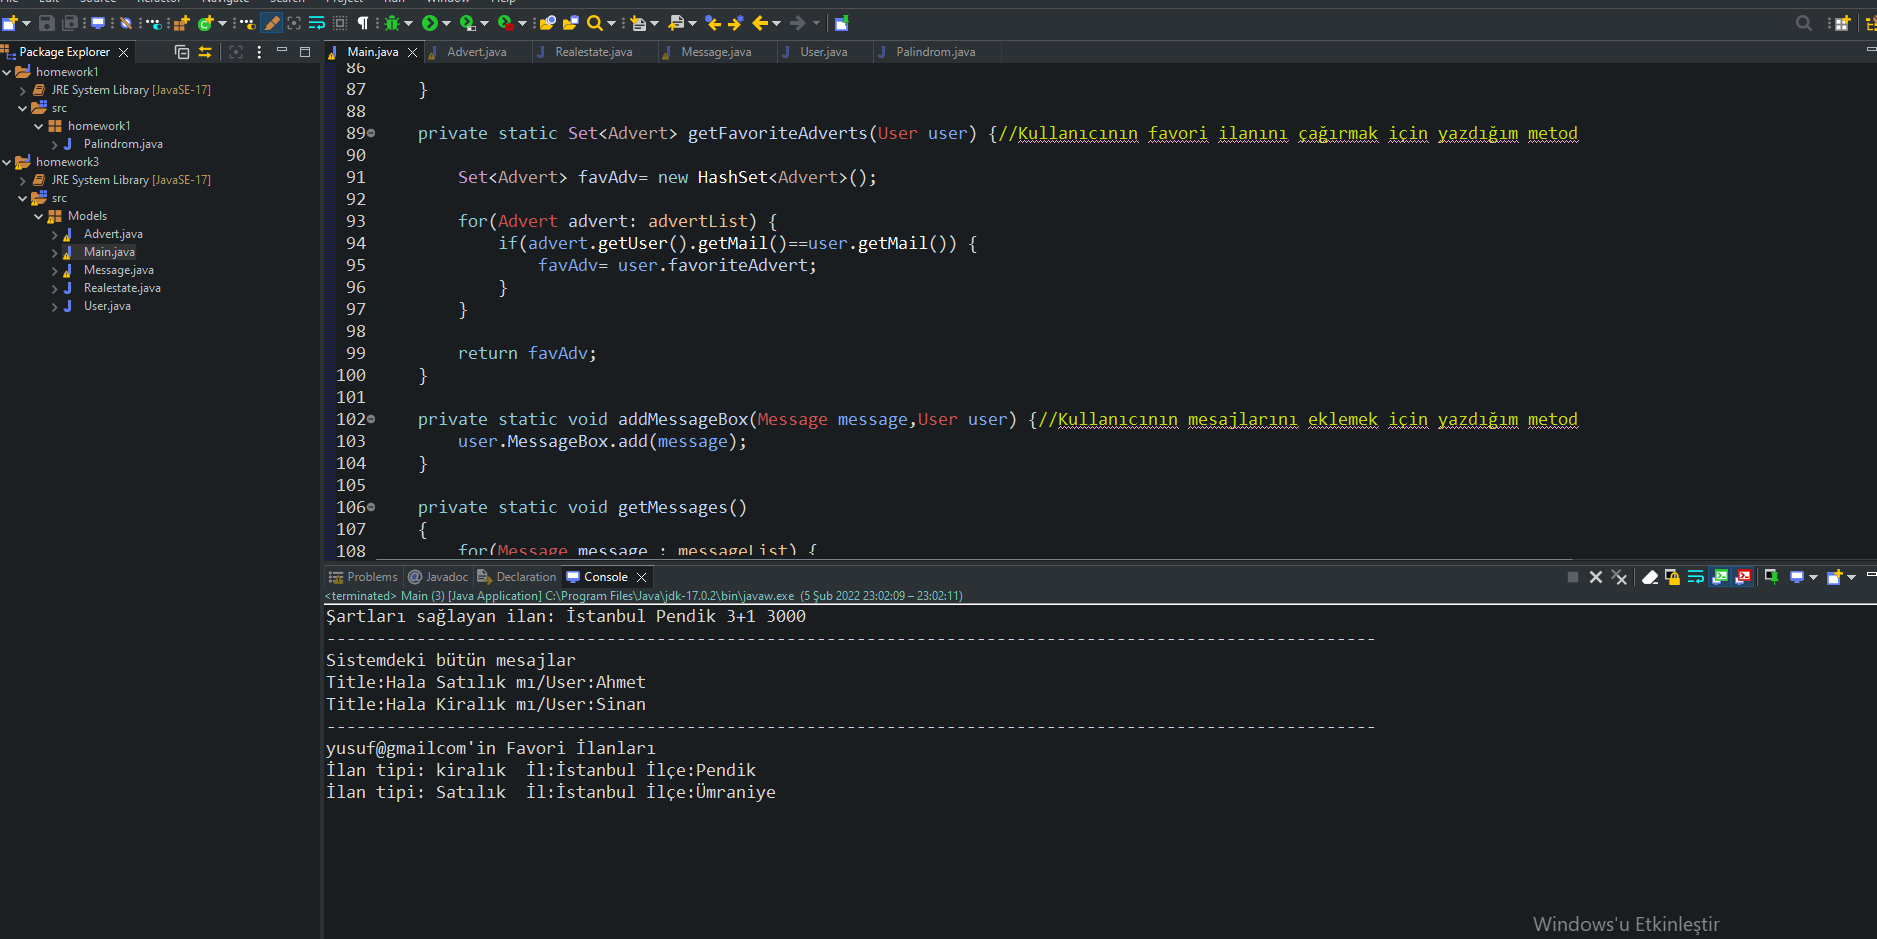 Package Explorer
homework1
JRE System Library [JavaSE-17]
src
homework1
Palindrom.java
homework3
JRE System Library [JavaSE-17]
src
Models
Advert.java
Main.java
Message.java
Realestate.java
User.java
Main.java Advert.java Realestate.java Message.java User.java Palindrom.java
86
87 }
88
89 private static Set<Advert> getFavoriteAdverts(User user) {//Kullanıcının favori ilanını çağırmak için yazdığım metod
90
91 Set<Advert> favAdv= new HashSet<Advert>();
92
93 for(Advert advert: advertList) {
94 if(advert.getUser().getMail()==user.getMail()) {
95 favAdv= user.favoriteAdvert;
96 }
97 }
98
99 return favAdv;
100 }
101
102 private static void addMessageBox(Message message,User user) {//Kullanıcının mesajlarını eklemek için yazdığım metod
103 user.MessageBox.add(message);
104 }
105
106 private static void getMessages()
107 {
108 for(Message message : messageList) {
Problems Javadoc Declaration Console
<terminated> Main (3) [Java Application] C:\Program Files\Java\jdk-17.0.2\bin\javaw.exe (5 Şub 2022 23:02:09 – 23:02:11)
Şartları sağlayan ilan: İstanbul Pendik 3+1 3000
---------------------------------------------------------------------------------------------------------
Sistemdeki bütün mesajlar
Title:Hala Satılık mı/User:Ahmet
Title:Hala Kiralık mı/User:Sinan
---------------------------------------------------------------------------------------------------------
yusuf@gmailcom'in Favori İlanları
İlan tipi: kiralık  İl:İstanbul İlçe:Pendik
İlan tipi: Satılık  İl:İstanbul İlçe:Ümraniye
Windows'u Etkinleştir